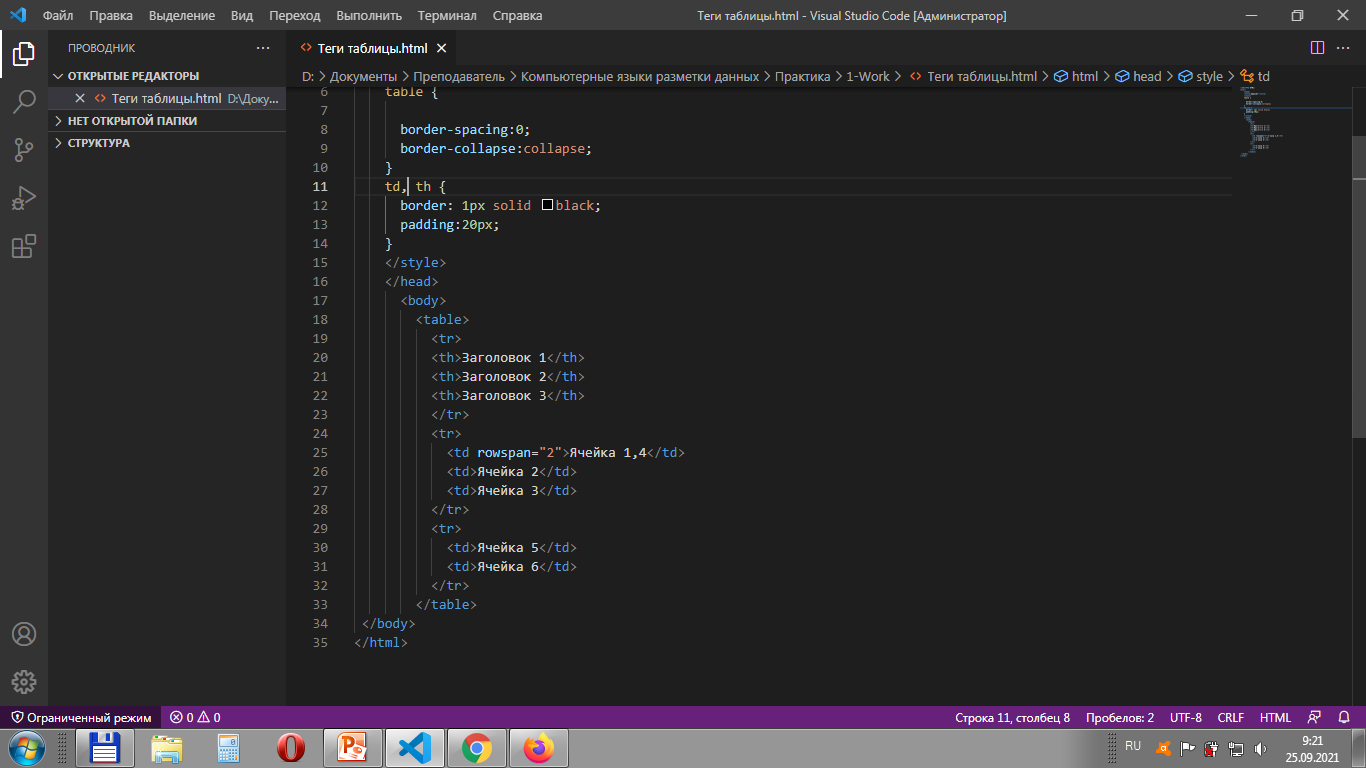 Файл Правка Выделение Вид Переход Выполнить Терминал Справка Теги таблицы.html - Visual Studio Code [Администратор]
ПРОВОДНИК
ОТКРЫТЫЕ РЕДАКТОРЫ
Теги таблицы.html D:\Доку...
НЕТ ОТКРЫТОЙ ПАПКИ
СТРУКТУРА
Теги таблицы.html
D: > Документы > Преподаватель > Компьютерные языки разметки данных > Практика > 1-Work > Теги таблицы.html > html > head > style > td
6 table {
7
8 border-spacing:0;
9 border-collapse:collapse;
10 }
11 td, th {
12 border: 1px solid black;
13 padding:20px;
14 }
15 </style>
16 </head>
17 <body>
18 <table>
19 <tr>
20 <th>Заголовок 1</th>
21 <th>Заголовок 2</th>
22 <th>Заголовок 3</th>
23 </tr>
24 <tr>
25 <td rowspan="2">Ячейка 1,4</td>
26 <td>Ячейка 2</td>
27 <td>Ячейка 3</td>
28 </tr>
29 <tr>
30 <td>Ячейка 5</td>
31 <td>Ячейка 6</td>
32 </tr>
33 </table>
34 </body>
35 </html>
Ограниченный режим 0 0 Строка 11, столбец 8 Пробелов: 2 UTF-8 CRLF HTML
RU 9:21
25.09.2021